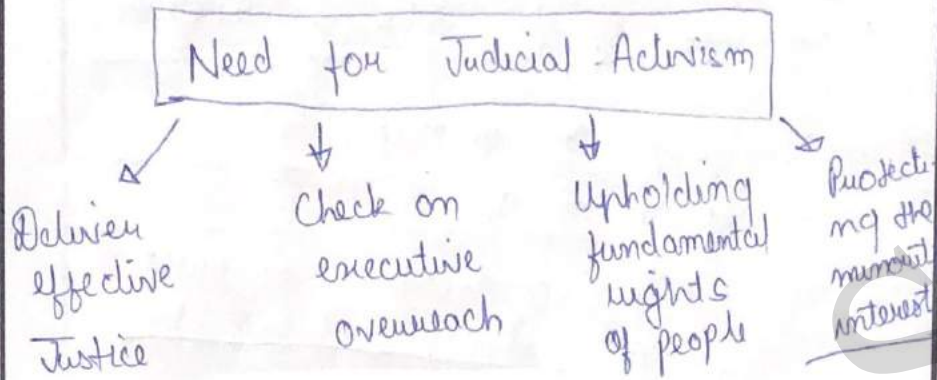 Need for Judicial Activism
Deliver
effective
Justice
Check on
executive
overreach
Upholding
fundamental
rights
of people
Protecti-
ng the
minorit
interest